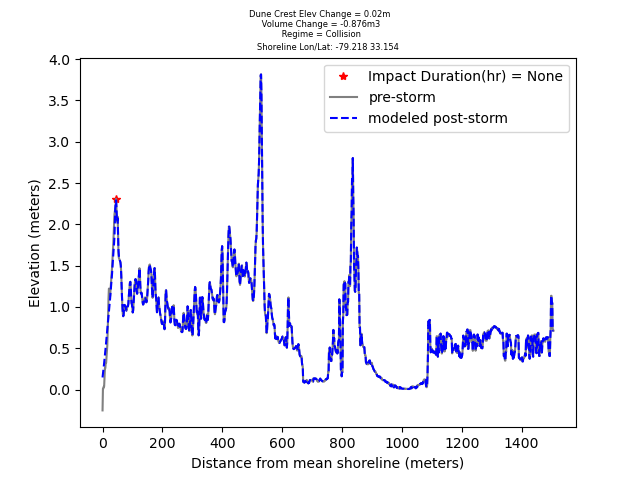 Dune Crest Elev Change = 0.02m
Volume Change = -0.876m3
Regime = Collision
Shoreline Lon/Lat: -79.218 33.154
Impact Duration(hr) = None
pre-storm
modeled post-storm
Elevation (meters)
4.0
3.5
3.0
2.5
2.0
1.5
1.0
0.5
0.0
0 200 400 600 800 1000 1200 1400
Distance from mean shoreline (meters)